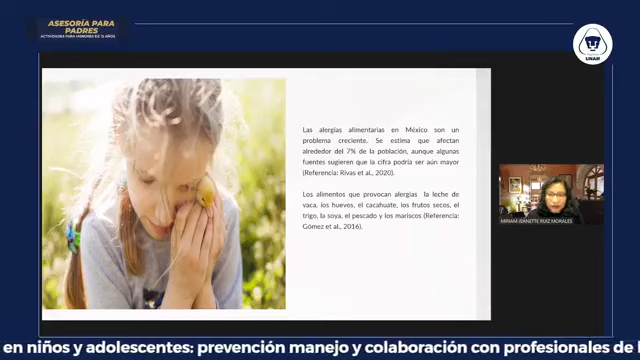 ASESORÍA PARA
PADRES
ACTIVIDADES PARA MENORES DE 15 AÑOS
UNAM
Las alergias alimentarias en México son un
problema creciente. Se estima que afectan
alrededor del 7% de la población, aunque algunas
fuentes sugieren que la cifra podría ser aún mayor
(Referencia: Rivas et al., 2020).
Los alimentos que provocan alergias la leche de
vaca, los huevos, el cacahuate, los frutos secos, el
trigo, la soya, el pescado y los mariscos (Referencia:
Gómez et al., 2016).
MIRIAM JEANETTE RUIZ MORALES
en niños y adolescentes: prevención manejo y colaboración con profesionales de l